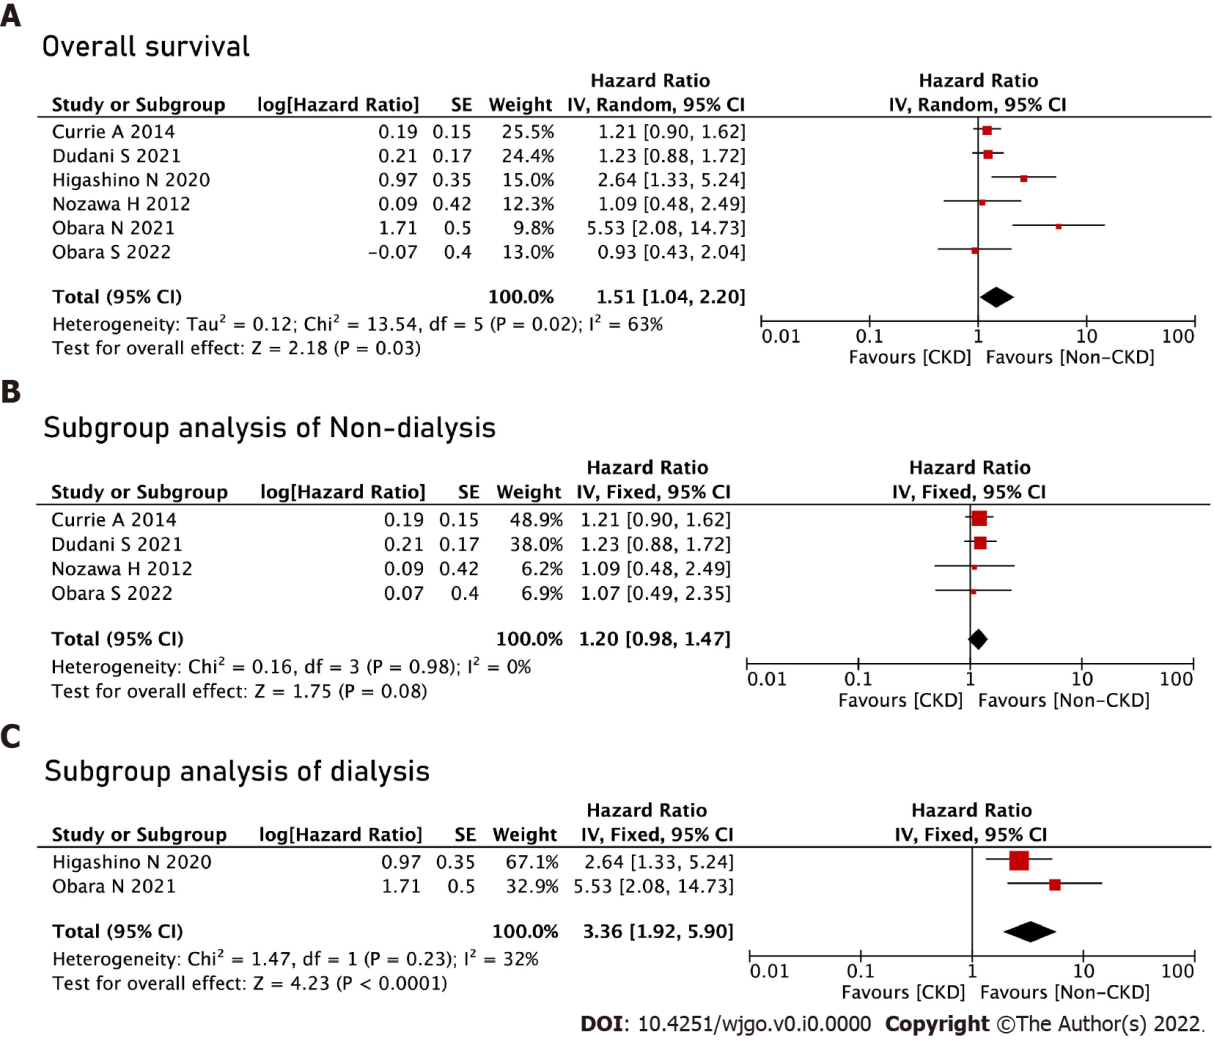 A
Overall survival
Hazard Ratio Hazard Ratio
Study or Subgroup log[Hazard Ratio] SE Weight IV, Random, 95% CI IV, Random, 95% CI
Currie A 2014 0.19 0.15 25.5% 1.21 [0.90, 1.62]
Dudani S 2021 0.21 0.17 24.4% 1.23 [0.88, 1.72]
Higashino N 2020 0.97 0.35 15.0% 2.64 [1.33, 5.24]
Nozawa H 2012 0.09 0.42 12.3% 1.09 [0.48, 2.49]
Obara N 2021 1.71 0.5 9.8% 5.53 [2.08, 14.73]
Obara S 2022 −0.07 0.4 13.0% 0.93 [0.43, 2.04]
Total (95% CI) 100.0% 1.51 [1.04, 2.20]
Heterogeneity: Tau² = 0.12; Chi² = 13.54, df = 5 (P = 0.02); I² = 63%
Test for overall effect: Z = 2.18 (P = 0.03)
0.01 0.1 1 10 100
Favours [CKD] Favours [Non-CKD]
B
Subgroup analysis of Non-dialysis
Hazard Ratio Hazard Ratio
Study or Subgroup log[Hazard Ratio] SE Weight IV, Fixed, 95% CI IV, Fixed, 95% CI
Currie A 2014 0.19 0.15 48.9% 1.21 [0.90, 1.62]
Dudani S 2021 0.21 0.17 38.0% 1.23 [0.88, 1.72]
Nozawa H 2012 0.09 0.42 6.2% 1.09 [0.48, 2.49]
Obara S 2022 0.07 0.4 6.9% 1.07 [0.49, 2.35]
Total (95% CI) 100.0% 1.20 [0.98, 1.47]
Heterogeneity: Chi² = 0.16, df = 3 (P = 0.98); I² = 0%
Test for overall effect: Z = 1.75 (P = 0.08)
0.01 0.1 1 10 100
Favours [CKD] Favours [Non-CKD]
C
Subgroup analysis of dialysis
Hazard Ratio Hazard Ratio
Study or Subgroup log[Hazard Ratio] SE Weight IV, Fixed, 95% CI IV, Fixed, 95% CI
Higashino N 2020 0.97 0.35 67.1% 2.64 [1.33, 5.24]
Obara N 2021 1.71 0.5 32.9% 5.53 [2.08, 14.73]
Total (95% CI) 100.0% 3.36 [1.92, 5.90]
Heterogeneity: Chi² = 1.47, df = 1 (P = 0.23); I² = 32%
Test for overall effect: Z = 4.23 (P < 0.0001)
0.01 0.1 1 10 100
Favours [CKD] Favours [Non-CKD]
DOI: 10.4251/wjgo.v0.i0.0000 Copyright ©The Author(s) 2022.